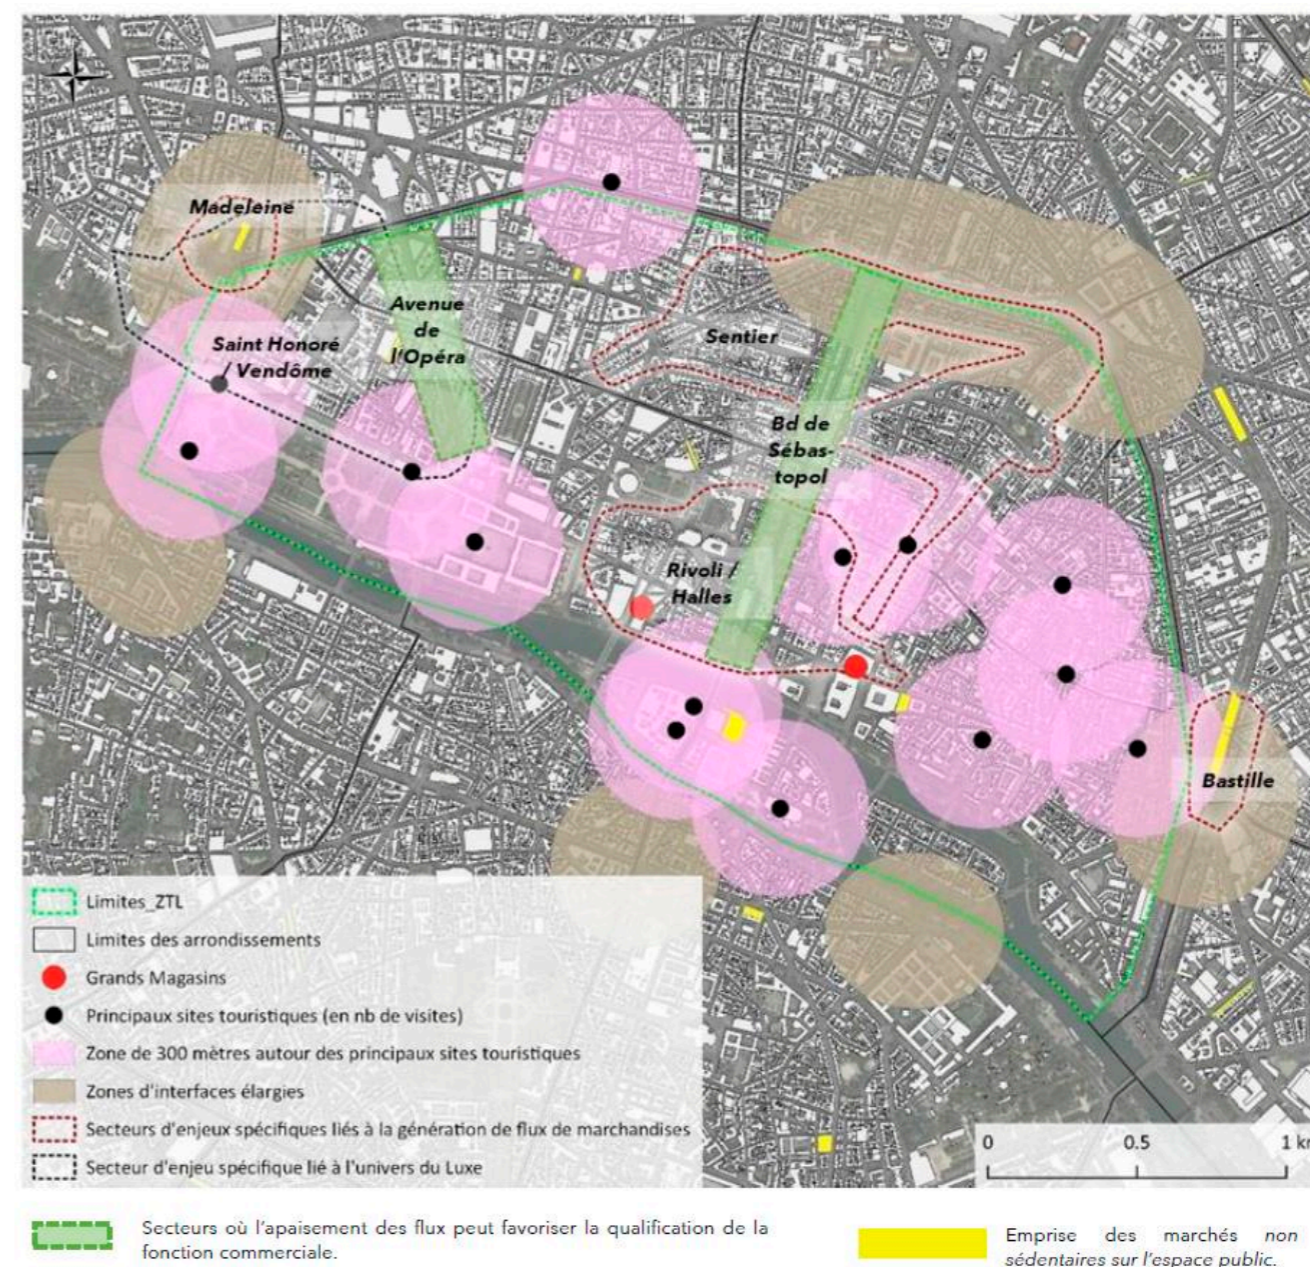 Madeleine
Avenue
de
l'Opéra
Saint Honoré
/ Vendôme
Sentier
Bd de
Sébas-
topol
Rivoli /
Halles
Bastille
Limites_ZTL
Limites des arrondissements
Grands Magasins
Principaux sites touristiques (en nb de visites)
Zone de 300 mètres autour des principaux sites touristiques
Zones d'interfaces élargies
Secteurs d'enjeux spécifiques liés à la génération de flux de marchandises
Secteur d'enjeu spécifique lié à l'univers du Luxe
0 0.5 1 km
Secteurs où l'apaisement des flux peut favoriser la qualification de la
fonction commerciale.
Emprise des marchés non
sédentaires sur l'espace public.